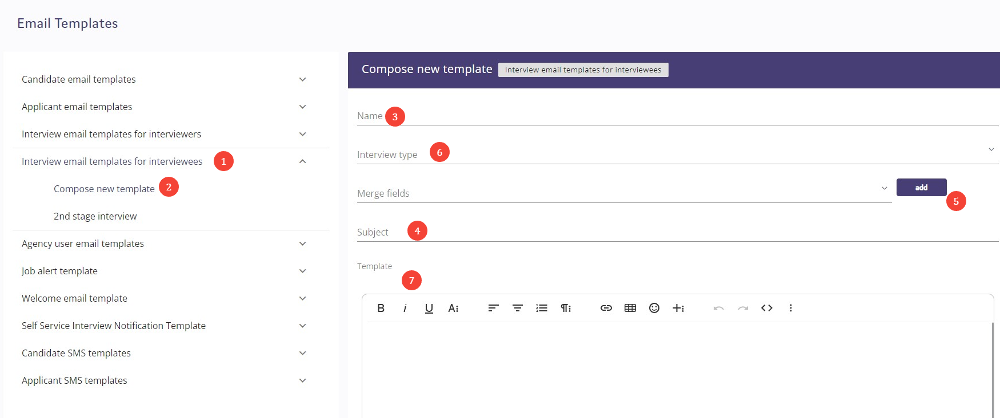 Email Templates
Candidate email templates
Applicant email templates
Interview email templates for interviewers
Interview email templates for interviewees 1
Compose new template 2
2nd stage interview
Agency user email templates
Job alert template
Welcome email template
Self Service Interview Notification Template
Candidate SMS templates
Applicant SMS templates
Compose new template Interview email templates for interviewees
Name 3
Interview type 6
Merge fields add 5
Subject 4
Template
7
B i U A